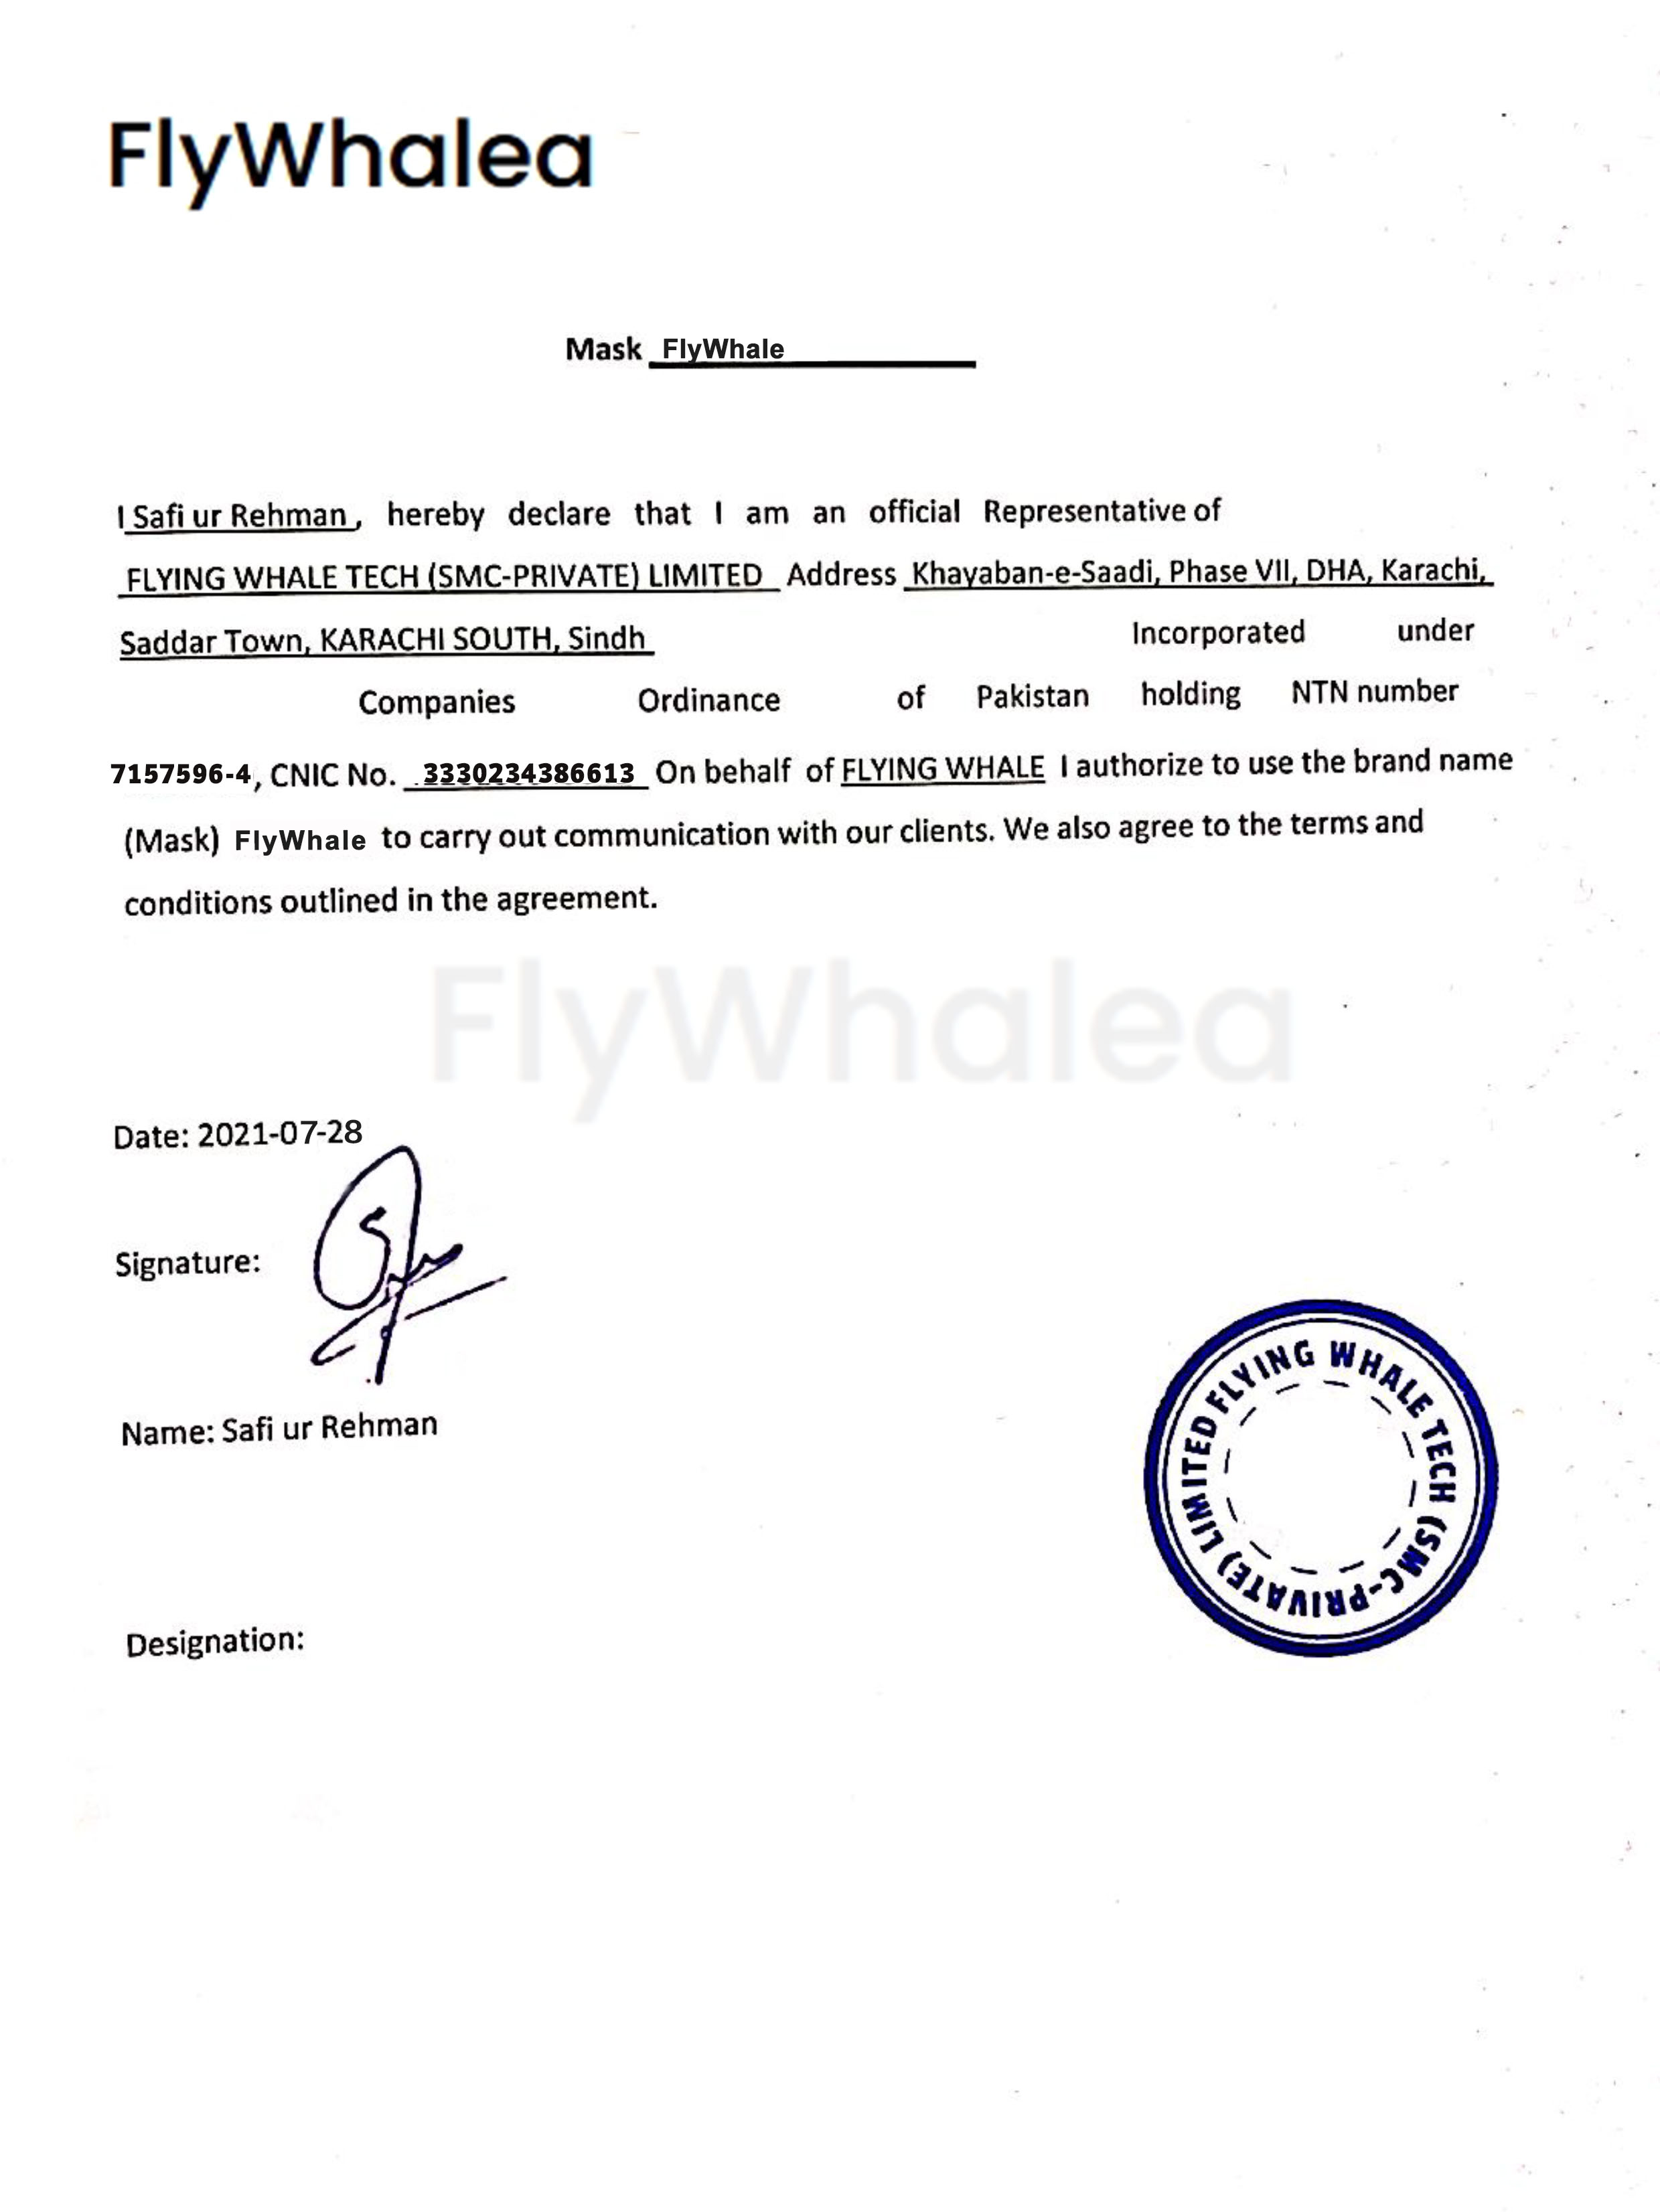 FlyWhalea
Mask FlyWhale
I Safi ur Rehman, hereby declare that I am an official Representative of
FLYING WHALE TECH (SMC-PRIVATE) LIMITED Address Khayaban-e-Saadi, Phase VII, DHA, Karachi,
Saddar Town, KARACHI SOUTH, Sindh Incorporated under
Companies Ordinance of Pakistan holding NTN number
7157596-4, CNIC No. 3330234386613 On behalf of FLYING WHALE I authorize to use the brand name
(Mask) FlyWhale to carry out communication with our clients. We also agree to the terms and
conditions outlined in the agreement.
FlyWhalea
Date: 2021-07-28
Signature:
Name: Safi ur Rehman
FLYING WHALE TECH (SMC-PRIVATE) LIMITED
Designation: